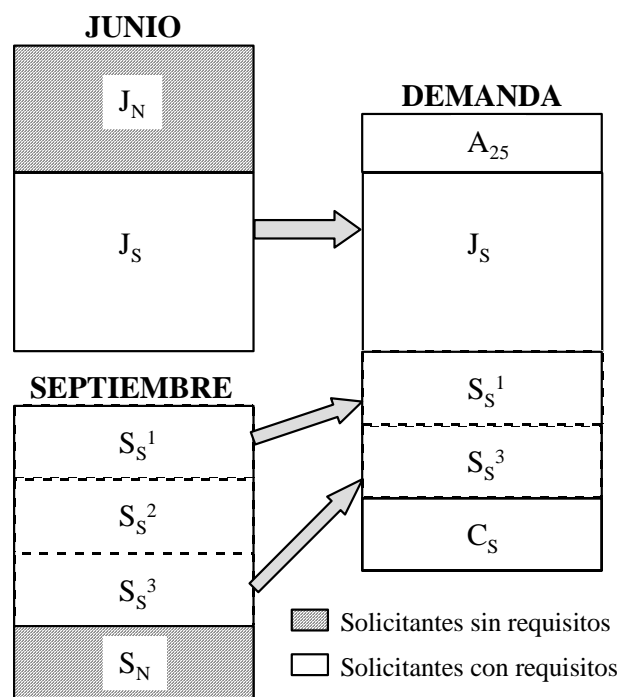 JUNIO
J_N
J_S
SEPTIEMBRE
S_S^1
S_S^2
S_S^3
S_N
DEMANDA
A_25
J_S
S_S^1
S_S^3
C_S
Solicitantes sin requisitos
Solicitantes con requisitos